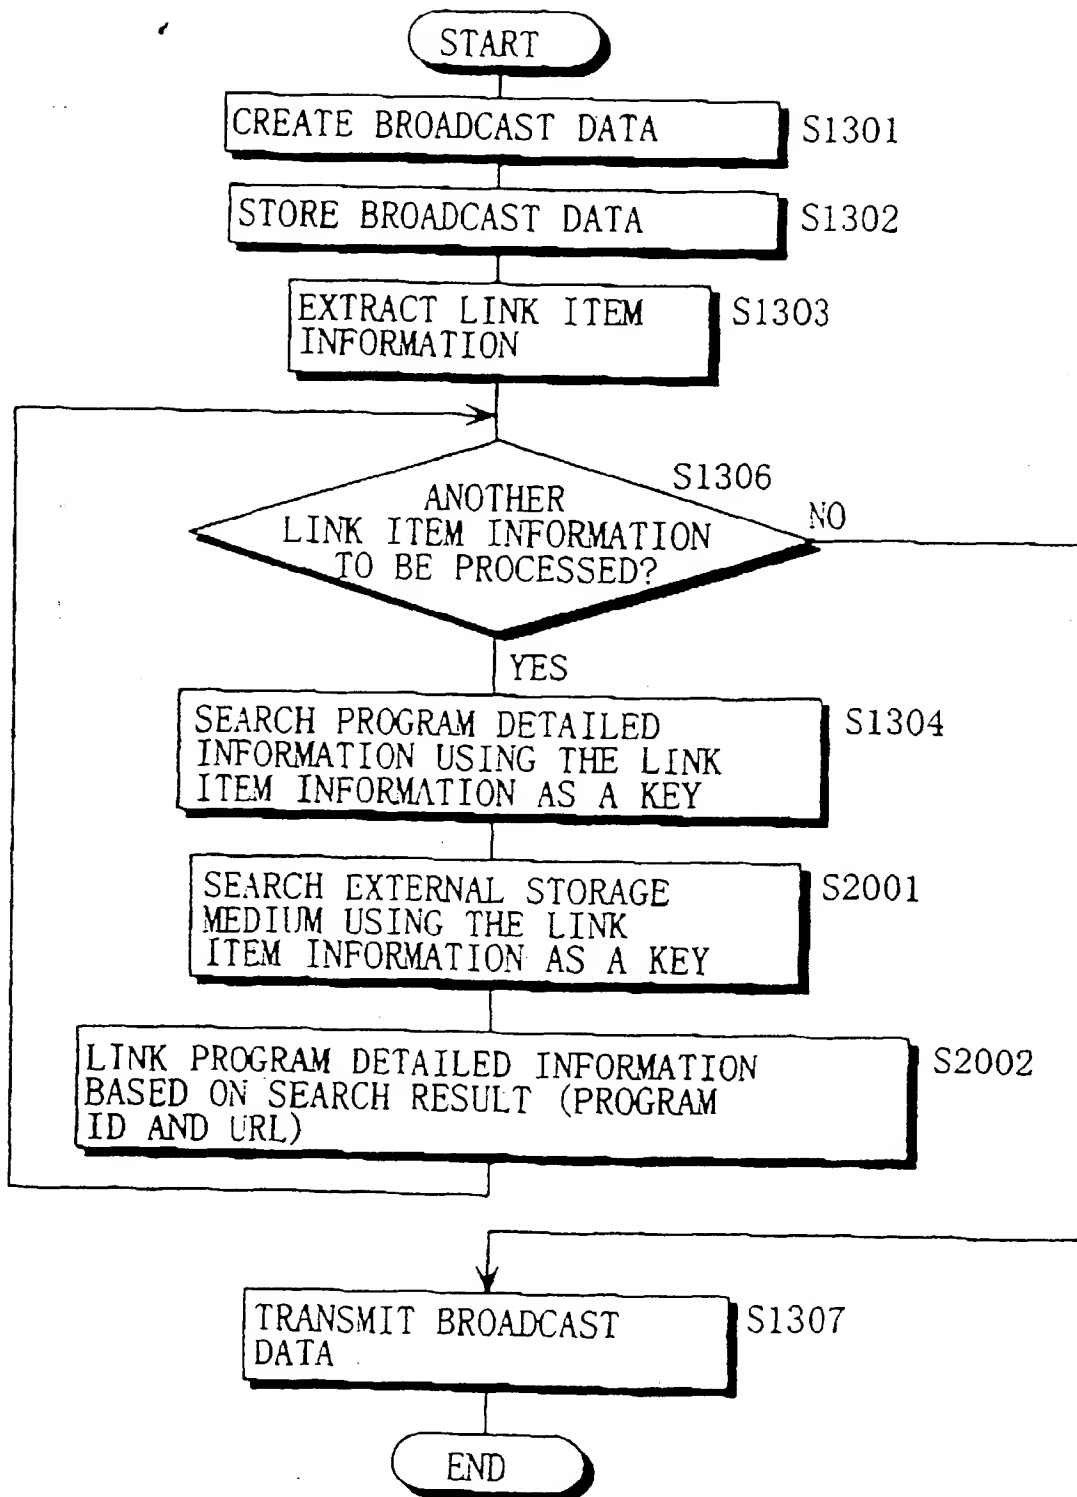 START
CREATE BROADCAST DATA
S1301
STORE BROADCAST DATA
S1302
EXTRACT LINK ITEM
INFORMATION
S1303
S1306
ANOTHER
LINK ITEM INFORMATION
TO BE PROCESSED?
NO
YES
SEARCH PROGRAM DETAILED
INFORMATION USING THE LINK
ITEM INFORMATION AS A KEY
S1304
SEARCH EXTERNAL STORAGE
MEDIUM USING THE LINK
ITEM INFORMATION AS A KEY
S2001
LINK PROGRAM DETAILED INFORMATION
BASED ON SEARCH RESULT (PROGRAM
ID AND URL)
S2002
TRANSMIT BROADCAST
DATA
S1307
END